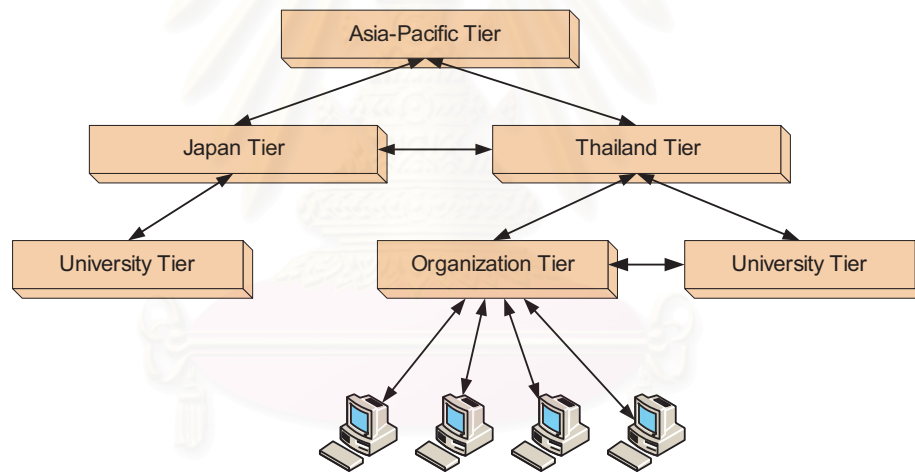 Asia-Pacific Tier
Japan Tier
Thailand Tier
University Tier
Organization Tier
University Tier